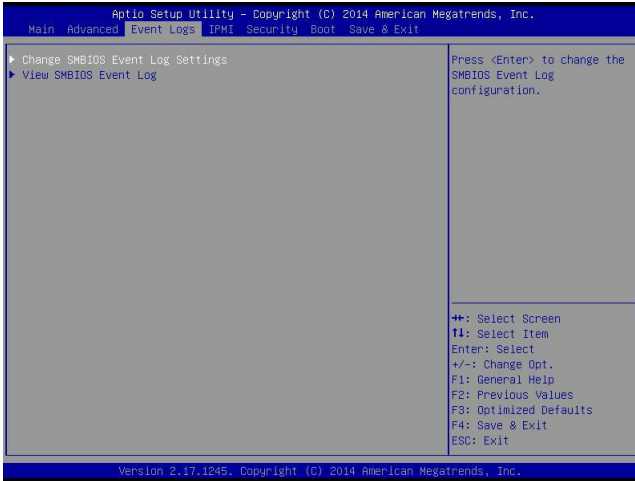 Aptio Setup Utility – Copyright (C) 2014 American Megatrends, Inc.
Main Advanced Event Logs IPMI Security Boot Save & Exit
▶ Change SMBIOS Event Log Settings
▶ View SMBIOS Event Log
Press <Enter> to change the
SMBIOS Event Log
configuration.
→←: Select Screen
↑↓: Select Item
Enter: Select
+/-: Change Opt.
F1: General Help
F2: Previous Values
F3: Optimized Defaults
F4: Save & Exit
ESC: Exit
Version 2.17.1245. Copyright (C) 2014 American Megatrends, Inc.